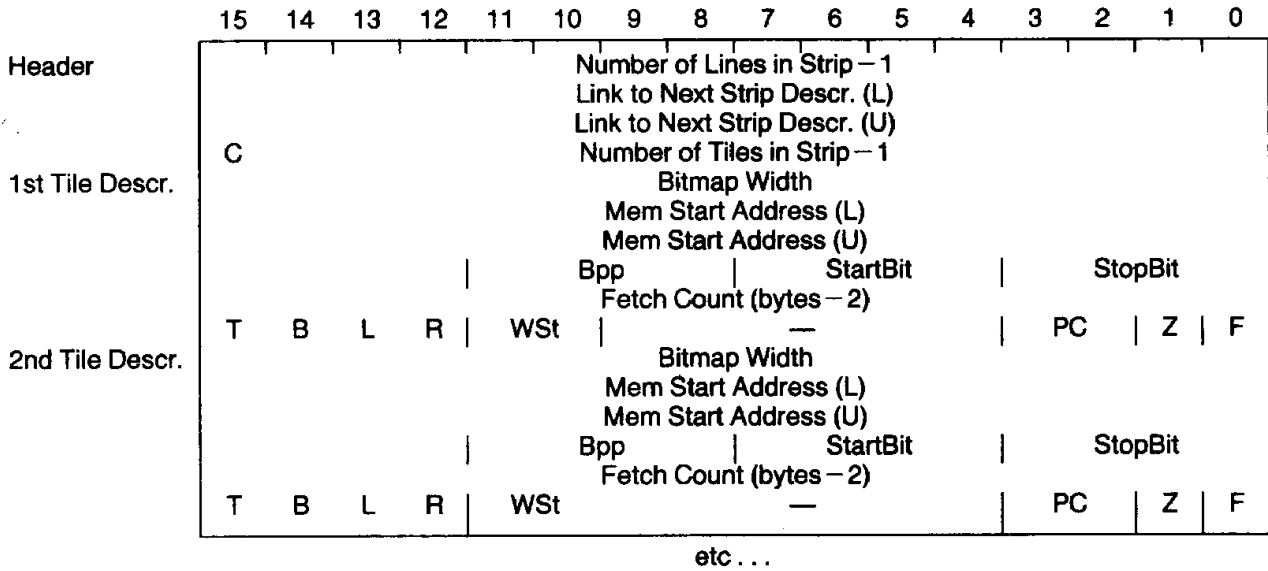 15 14 13 12 11 10 9 8 7 6 5 4 3 2 1 0
Header Number of Lines in Strip − 1
Link to Next Strip Descr. (L)
Link to Next Strip Descr. (U)
C Number of Tiles in Strip − 1
1st Tile Descr. Bitmap Width
Mem Start Address (L)
Mem Start Address (U)
| Bpp | StartBit | StopBit
Fetch Count (bytes − 2)
T B L R | WSt | — | PC | Z | F
2nd Tile Descr. Bitmap Width
Mem Start Address (L)
Mem Start Address (U)
| Bpp | StartBit | StopBit
Fetch Count (bytes − 2)
T B L R | WSt — | PC | Z | F
etc . . .